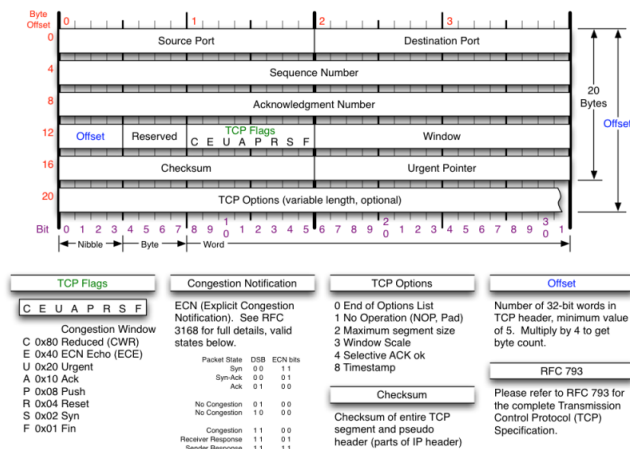 Byte
Offset
0 1 2 3
0 Source Port Destination Port
4 Sequence Number
8 Acknowledgment Number
20
Bytes
Offset
12 Offset Reserved TCP Flags Window
C E U A P R S F
16 Checksum Urgent Pointer
20 TCP Options (variable length, optional)
Bit 0 1 2 3 4 5 6 7 8 9 10 1 2 3 4 5 6 7 8 9 20 1 2 3 4 5 6 7 8 9 30 1
Nibble Byte Word
TCP Flags
C E U A P R S F
Congestion Window
C 0x80 Reduced (CWR)
E 0x40 ECN Echo (ECE)
U 0x20 Urgent
A 0x10 Ack
P 0x08 Push
R 0x04 Reset
S 0x02 Syn
F 0x01 Fin
Congestion Notification
ECN (Explicit Congestion
Notification). See RFC
3168 for full details, valid
states below.
Packet State DSB ECN bits
Syn 0 0 1 1
Syn-Ack 0 0 0 1
Ack 0 1 0 0
No Congestion 0 1 0 0
No Congestion 1 0 0 0
Congestion 1 1 0 0
Receiver Response 1 1 0 1
Sender Response 1 1 1 1
TCP Options
0 End of Options List
1 No Operation (NOP, Pad)
2 Maximum segment size
3 Window Scale
4 Selective ACK ok
8 Timestamp
Checksum
Checksum of entire TCP
segment and pseudo
header (parts of IP header)
Offset
Number of 32-bit words in
TCP header, minimum value
of 5. Multiply by 4 to get
byte count.
RFC 793
Please refer to RFC 793 for
the complete Transmission
Control Protocol (TCP)
Specification.